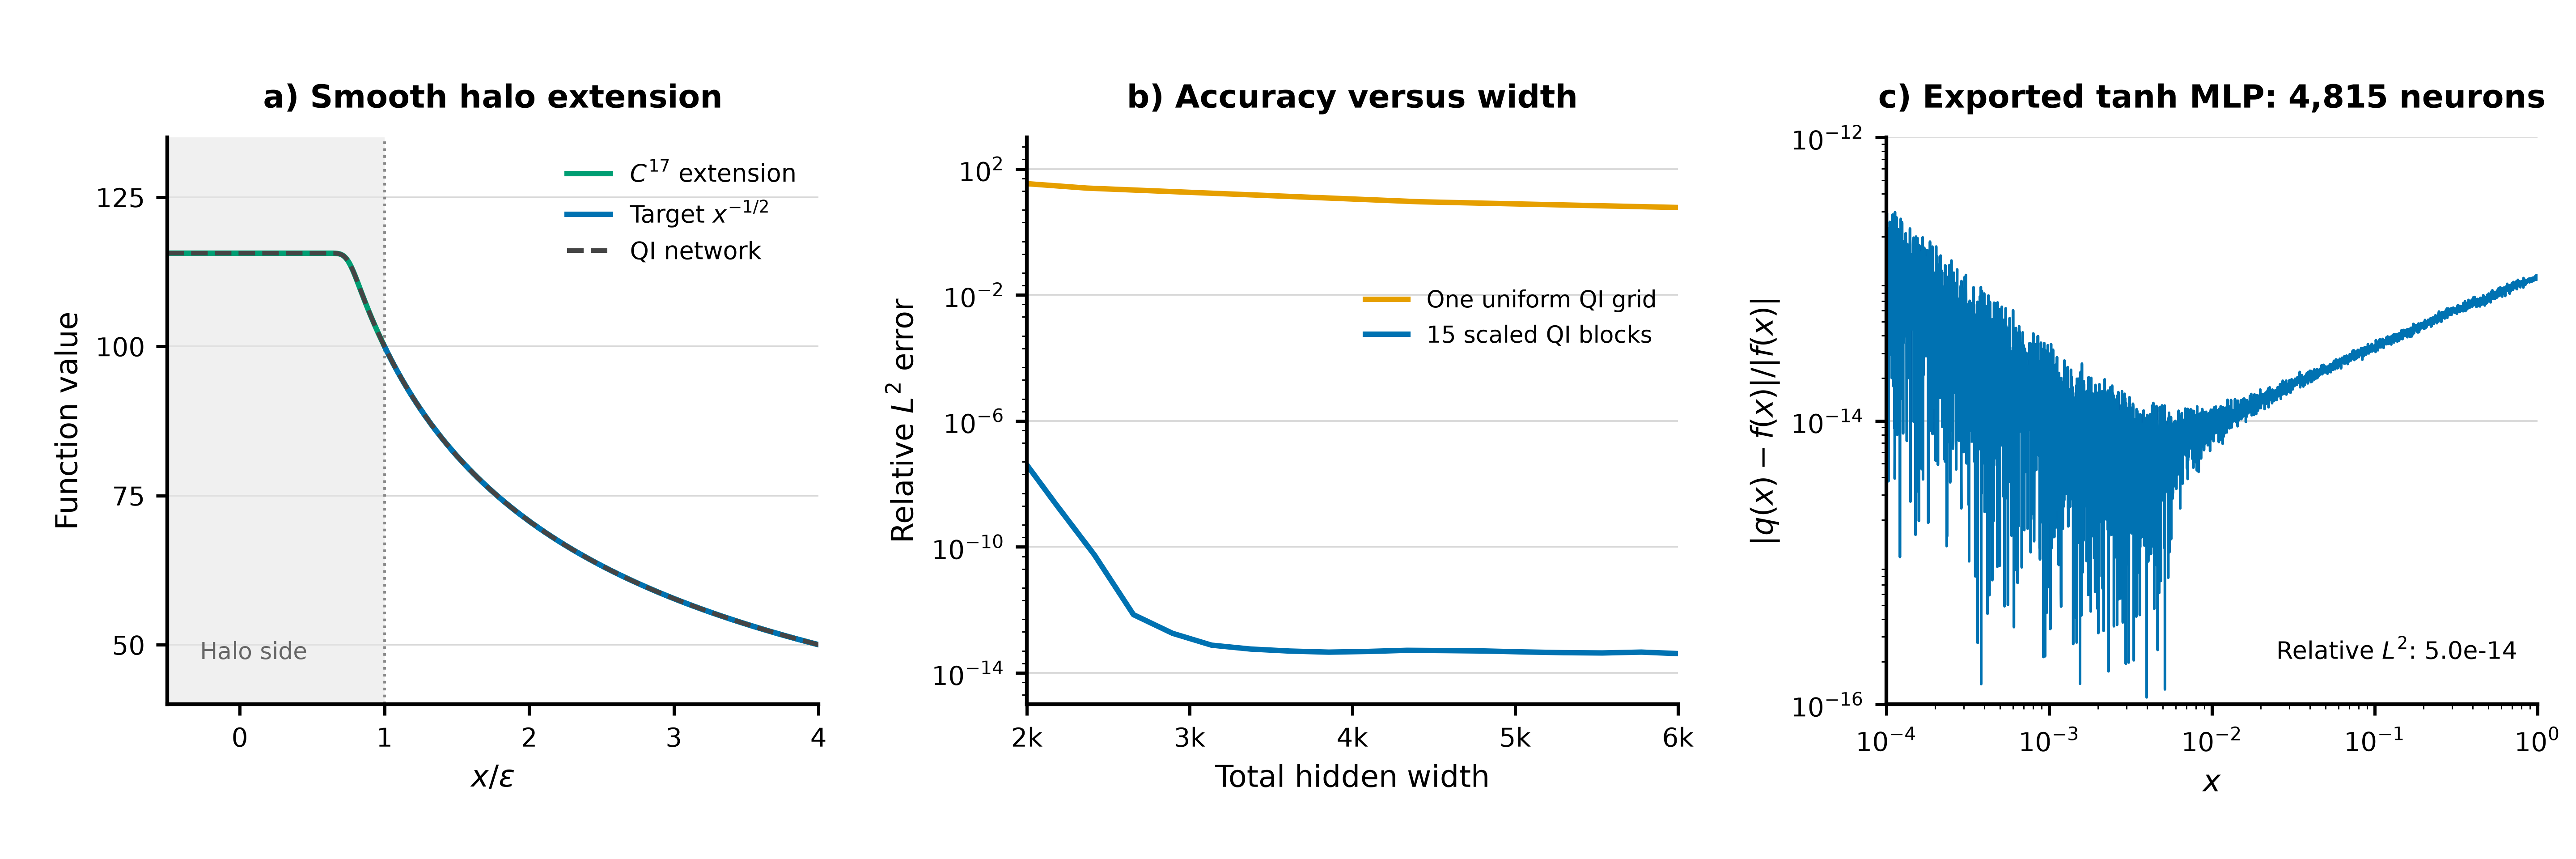 a) Smooth halo extension
125
100
75
50
Function value
C^17 extension
Target x^−1/2
QI network
Halo side
0 1 2 3 4
x/ε
b) Accuracy versus width
10^2
10^−2
10^−6
10^−10
10^−14
Relative L^2 error
One uniform QI grid
15 scaled QI blocks
2k 3k 4k 5k 6k
Total hidden width
c) Exported tanh MLP: 4,815 neurons
10^−12
10^−14
10^−16
|q(x) − f(x)|/|f(x)|
Relative L^2: 5.0e-14
10^−4 10^−3 10^−2 10^−1 10^0
x